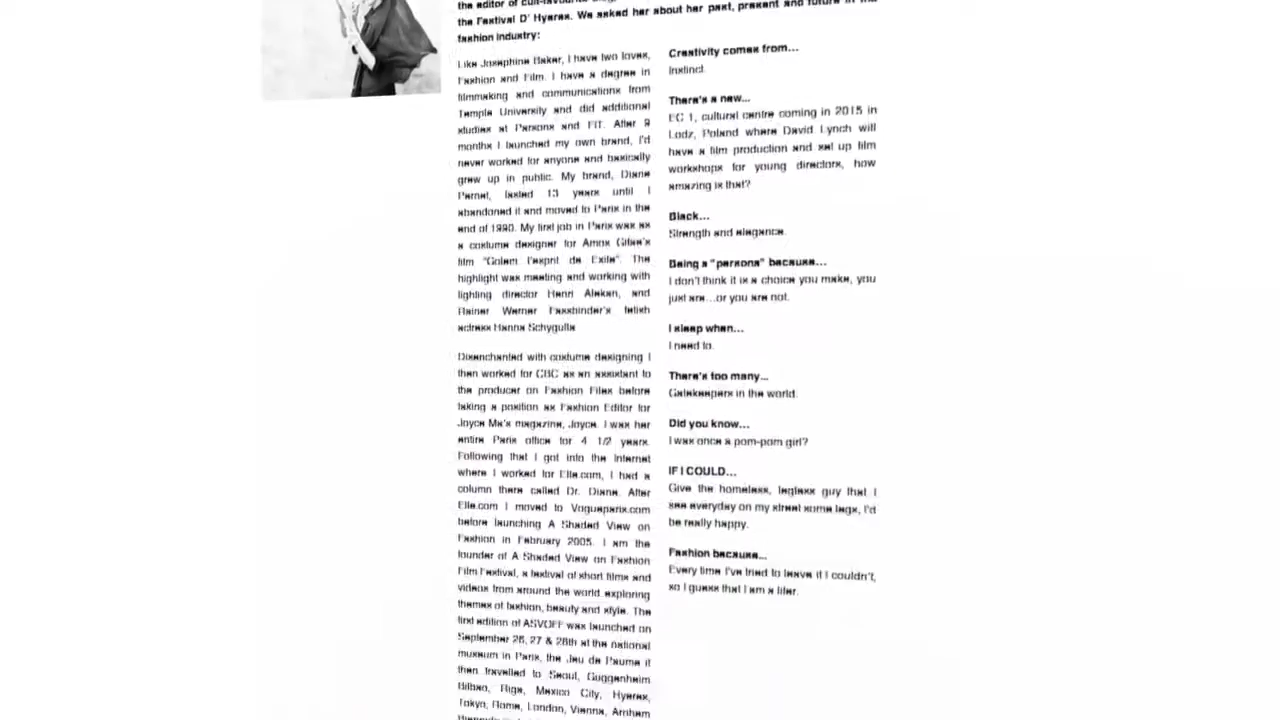 the editor of cult-favourite
the Festival D' Hyeres. We asked her about her past, present and future in the
fashion industry:
Like Josephine Baker, I have two loves,
Fashion and Film. I have a degree in
filmmaking and communications from
Temple University and did additional
studies at Parsons and FIT. After 9
months I launched my own brand, I'd
never worked for anyone and basically
grew up in public. My brand, Diane
Pernet, lasted 13 years until I
abandoned it and moved to Paris in the
end of 1990. My first job in Paris was as
a costume designer for Amos Gitai's
film "Golem l'esprit de Exile". The
highlight was meeting and working with
lighting director Henri Alekan, and
Rainer Werner Fassbinder's fetish
actress Hanna Schygulla
Disenchanted with costume designing I
then worked for CBC as an assistant to
the producer on Fashion Files before
taking a position as Fashion Editor for
Joyce Ma's magazine, Joyce. I was her
entire Paris office for 4 1/2 years.
Following that I got into the Internet
where I worked for Elle.com, I had a
column there called Dr. Diane. After
Elle.com I moved to Vogueparis.com
before launching A Shaded View on
Fashion in February 2005. I am the
founder of A Shaded View on Fashion
Film Festival, a festival of short films and
videos from around the world exploring
themes of fashion, beauty and style. The
first edition of ASVOFF was launched on
September 26, 27 & 28th at the national
museum in Paris, the Jeu de Paume it
then travelled to Seoul, Guggenheim
Bilbao, Riga, Mexico City, Hyeres,
Tokyo, Rome, London, Vienna, Arnhem
Creativity comes from...
Instinct.
There's a new...
EC 1, cultural centre coming in 2015 in
Lodz, Poland where David Lynch will
have a film production and set up film
workshops for young directors, how
amazing is that?
Black...
Strength and elegance.
Being a "persona" because...
I don't think it is a choice you make, you
just are...or you are not.
I sleep when...
I need to.
There's too many...
Gatekeepers in the world.
Did you know...
I was once a pom-pom girl?
IF I COULD...
Give the homeless, legless guy that I
see everyday on my street some legs, I'd
be really happy.
Fashion because...
Every time I've tried to leave it I couldn't,
so I guess that I am a lifer.